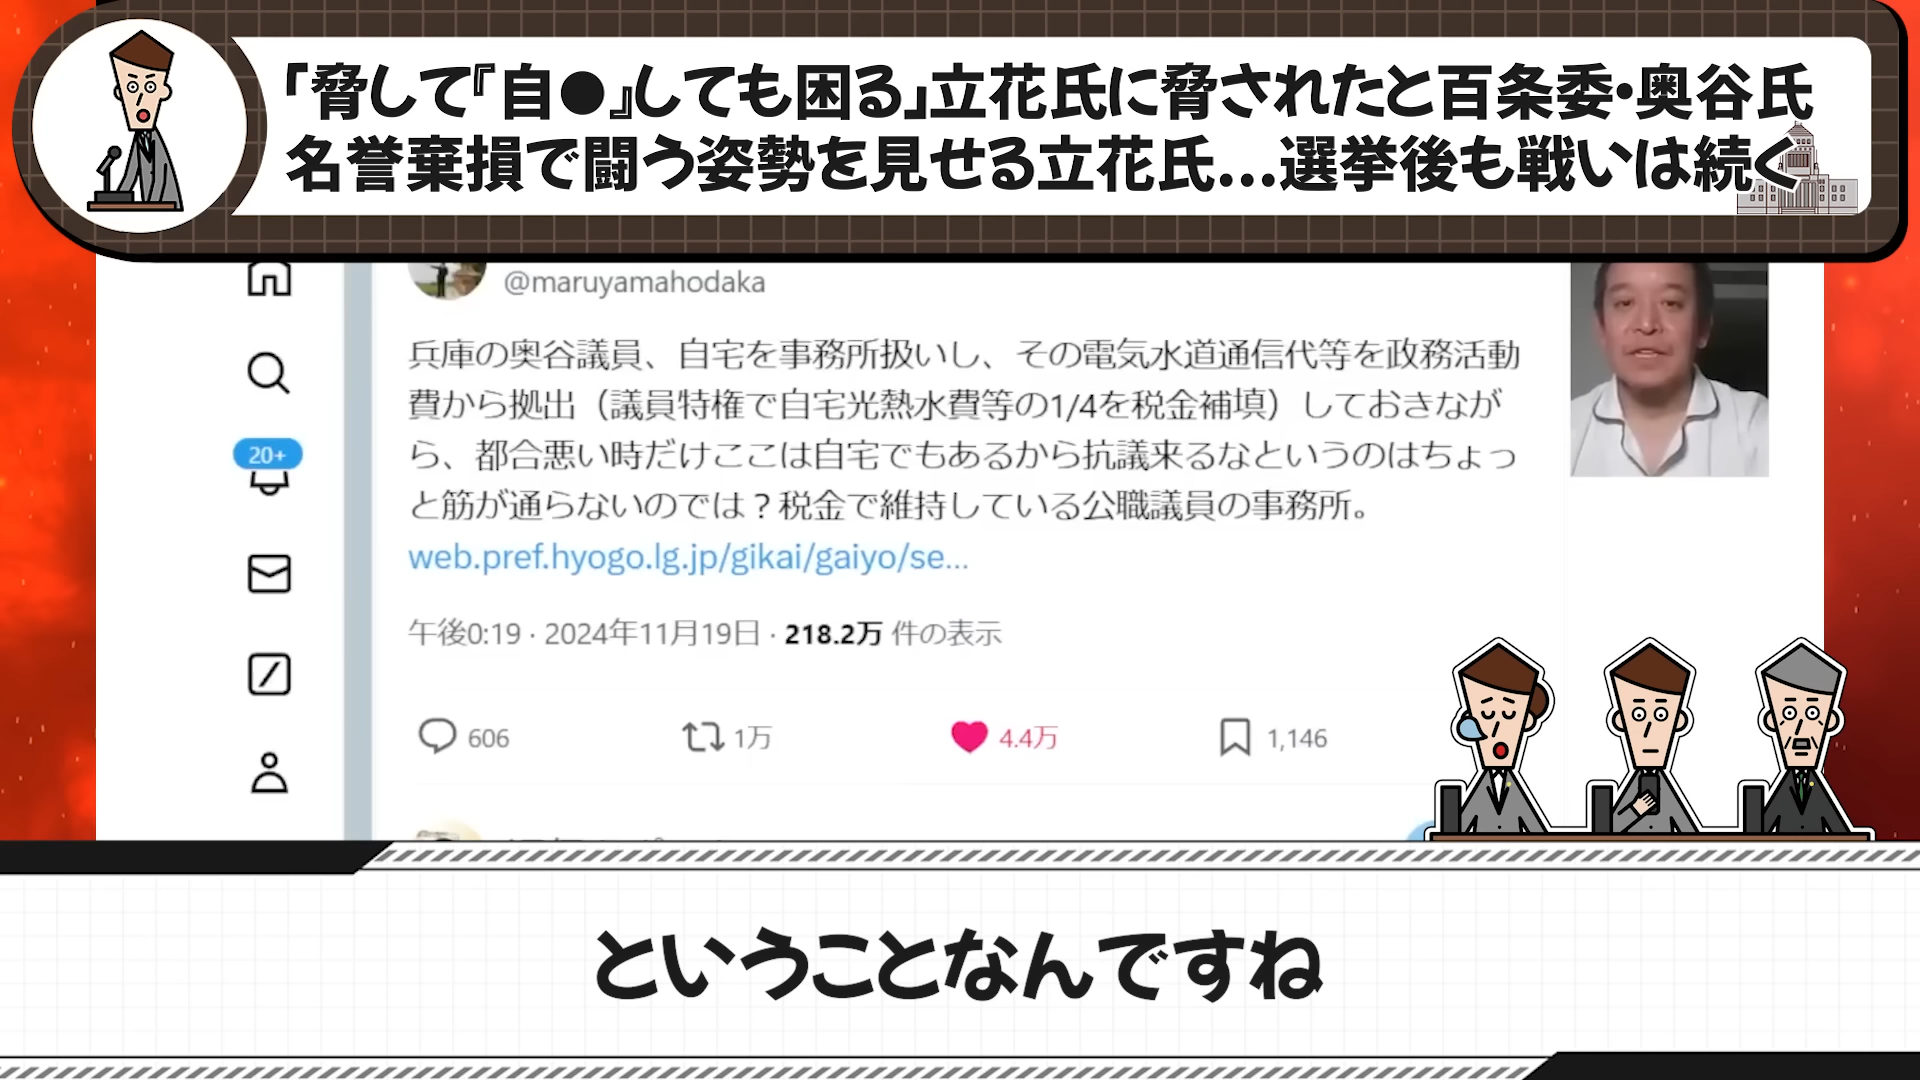 「脅して『自●』しても困る」立花氏に脅されたと百条委・奥谷氏
名誉棄損で闘う姿勢を見せる立花氏…選挙後も戦いは続く
@maruyamahodaka
兵庫の奥谷議員、自宅を事務所扱いし、その電気水道通信代等を政務活動
費から拠出（議員特権で自宅光熱水費等の1/4を税金補填）しておきなが
ら、都合悪い時だけここは自宅でもあるから抗議来るなというのはちょっ
と筋が通らないのでは？税金で維持している公職議員の事務所。
web.pref.hyogo.lg.jp/gikai/gaiyo/se...
午後0:19 · 2024年11月19日 · 218.2万 件の表示
20+
606 1万 4.4万 1,146
ということなんですね